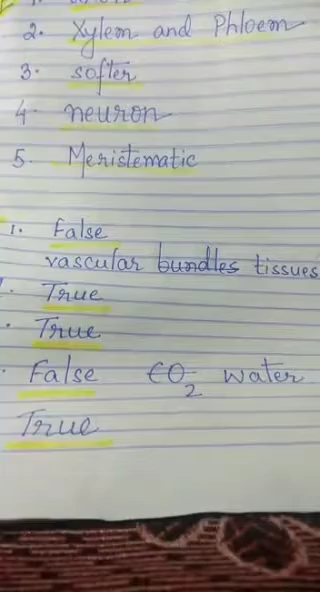 2. Xylem and Phloem
3. softer
4. neuron
5. Meristematic
1. False
vascular bundles tissues
True
True
False CO2 water
True